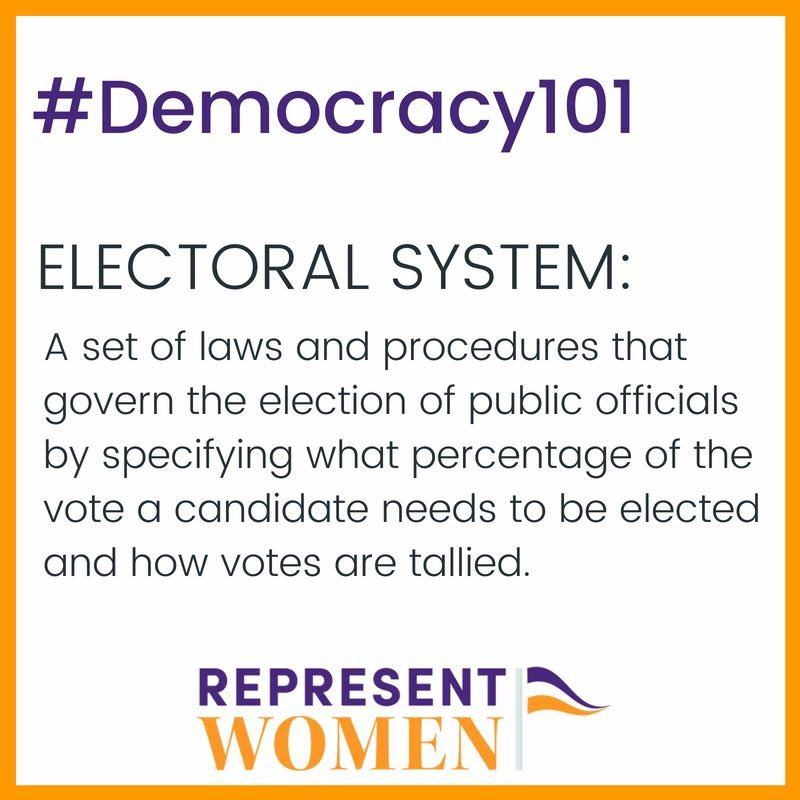 #Democracy101
ELECTORAL SYSTEM:
A set of laws and procedures that
govern the election of public officials
by specifying what percentage of the
vote a candidate needs to be elected
and how votes are tallied.
REPRESENT
WOMEN